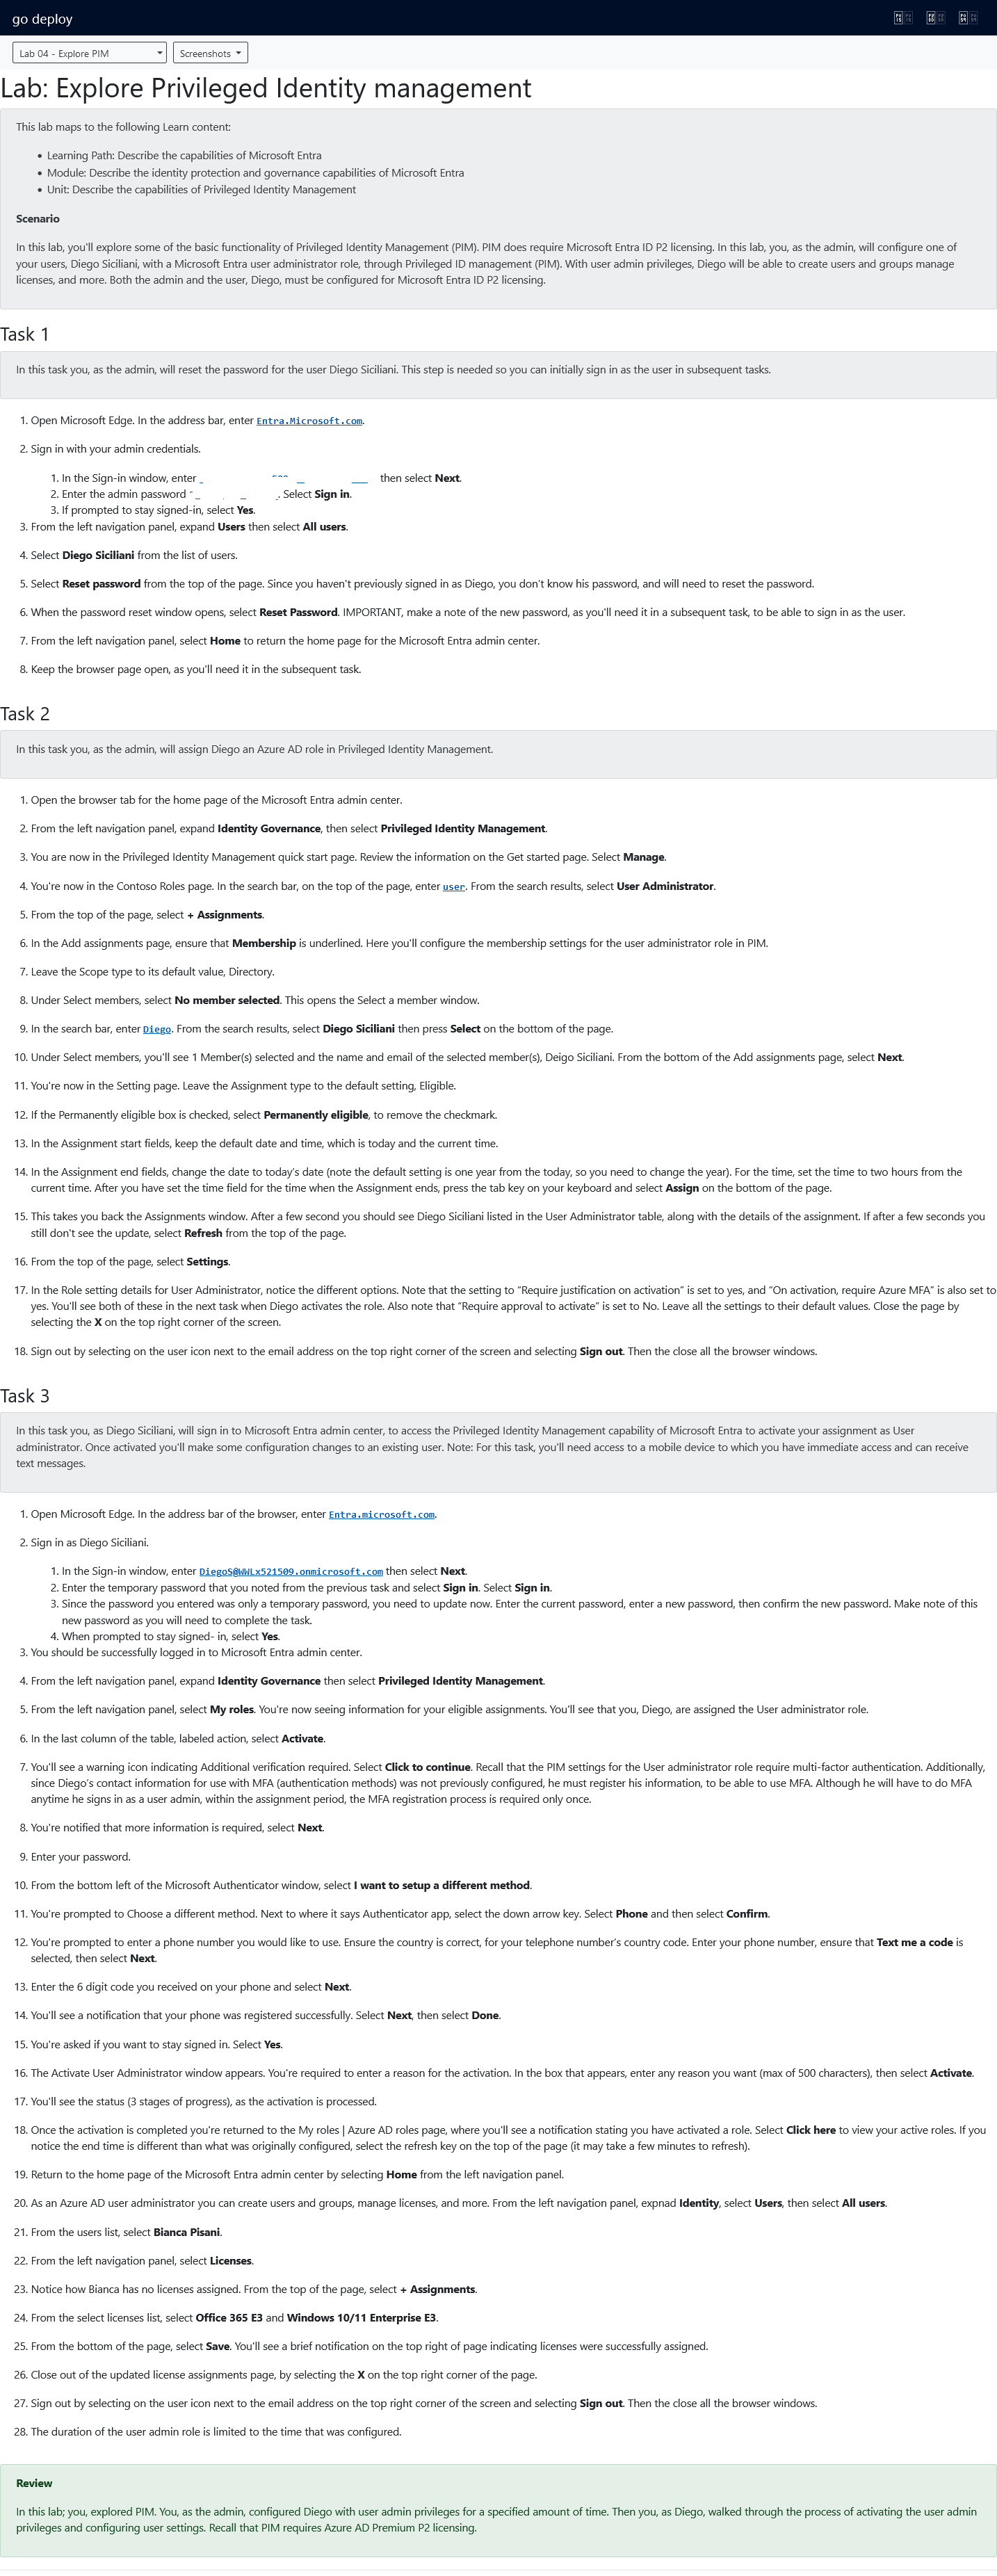 go deploy
Lab 04 - Explore PIM
Screenshots
Lab: Explore Privileged Identity management
This lab maps to the following Learn content:
• Learning Path: Describe the capabilities of Microsoft Entra
• Module: Describe the identity protection and governance capabilities of Microsoft Entra
• Unit: Describe the capabilities of Privileged Identity Management
Scenario
In this lab, you'll explore some of the basic functionality of Privileged Identity Management (PIM). PIM does require Microsoft Entra ID P2 licensing. In this lab, you, as the admin, will configure one of
your users, Diego Siciliani, with a Microsoft Entra user administrator role, through Privileged ID management (PIM). With user admin privileges, Diego will be able to create users and groups manage
licenses, and more. Both the admin and the user, Diego, must be configured for Microsoft Entra ID P2 licensing.
Task 1
In this task you, as the admin, will reset the password for the user Diego Siciliani. This step is needed so you can initially sign in as the user in subsequent tasks.
1. Open Microsoft Edge. In the address bar, enter Entra.Microsoft.com.
2. Sign in with your admin credentials.
1. In the Sign-in window, enter then select Next.
2. Enter the admin password . Select Sign in.
3. If prompted to stay signed-in, select Yes.
3. From the left navigation panel, expand Users then select All users.
4. Select Diego Siciliani from the list of users.
5. Select Reset password from the top of the page. Since you haven't previously signed in as Diego, you don't know his password, and will need to reset the password.
6. When the password reset window opens, select Reset Password. IMPORTANT, make a note of the new password, as you'll need it in a subsequent task, to be able to sign in as the user.
7. From the left navigation panel, select Home to return the home page for the Microsoft Entra admin center.
8. Keep the browser page open, as you'll need it in the subsequent task.
Task 2
In this task you, as the admin, will assign Diego an Azure AD role in Privileged Identity Management.
1. Open the browser tab for the home page of the Microsoft Entra admin center.
2. From the left navigation panel, expand Identity Governance, then select Privileged Identity Management.
3. You are now in the Privileged Identity Management quick start page. Review the information on the Get started page. Select Manage.
4. You're now in the Contoso Roles page. In the search bar, on the top of the page, enter user. From the search results, select User Administrator.
5. From the top of the page, select + Assignments.
6. In the Add assignments page, ensure that Membership is underlined. Here you'll configure the membership settings for the user administrator role in PIM.
7. Leave the Scope type to its default value, Directory.
8. Under Select members, select No member selected. This opens the Select a member window.
9. In the search bar, enter Diego. From the search results, select Diego Siciliani then press Select on the bottom of the page.
10. Under Select members, you'll see 1 Member(s) selected and the name and email of the selected member(s), Deigo Siciliani. From the bottom of the Add assignments page, select Next.
11. You're now in the Setting page. Leave the Assignment type to the default setting, Eligible.
12. If the Permanently eligible box is checked, select Permanently eligible, to remove the checkmark.
13. In the Assignment start fields, keep the default date and time, which is today and the current time.
14. In the Assignment end fields, change the date to today's date (note the default setting is one year from the today, so you need to change the year). For the time, set the time to two hours from the
current time. After you have set the time field for the time when the Assignment ends, press the tab key on your keyboard and select Assign on the bottom of the page.
15. This takes you back the Assignments window. After a few second you should see Diego Siciliani listed in the User Administrator table, along with the details of the assignment. If after a few seconds you
still don't see the update, select Refresh from the top of the page.
16. From the top of the page, select Settings.
17. In the Role setting details for User Administrator, notice the different options. Note that the setting to “Require justification on activation” is set to yes, and “On activation, require Azure MFA” is also set to
yes. You'll see both of these in the next task when Diego activates the role. Also note that “Require approval to activate” is set to No. Leave all the settings to their default values. Close the page by
selecting the X on the top right corner of the screen.
18. Sign out by selecting on the user icon next to the email address on the top right corner of the screen and selecting Sign out. Then the close all the browser windows.
Task 3
In this task you, as Diego Siciliani, will sign in to Microsoft Entra admin center, to access the Privileged Identity Management capability of Microsoft Entra to activate your assignment as User
administrator. Once activated you'll make some configuration changes to an existing user. Note: For this task, you'll need access to a mobile device to which you have immediate access and can receive
text messages.
1. Open Microsoft Edge. In the address bar of the browser, enter Entra.microsoft.com.
2. Sign in as Diego Siciliani.
1. In the Sign-in window, enter DiegoS@WWLx521509.onmicrosoft.com then select Next.
2. Enter the temporary password that you noted from the previous task and select Sign in. Select Sign in.
3. Since the password you entered was only a temporary password, you need to update now. Enter the current password, enter a new password, then confirm the new password. Make note of this
new password as you will need to complete the task.
4. When prompted to stay signed- in, select Yes.
3. You should be successfully logged in to Microsoft Entra admin center.
4. From the left navigation panel, expand Identity Governance then select Privileged Identity Management.
5. From the left navigation panel, select My roles. You're now seeing information for your eligible assignments. You'll see that you, Diego, are assigned the User administrator role.
6. In the last column of the table, labeled action, select Activate.
7. You'll see a warning icon indicating Additional verification required. Select Click to continue. Recall that the PIM settings for the User administrator role require multi-factor authentication. Additionally,
since Diego's contact information for use with MFA (authentication methods) was not previously configured, he must register his information, to be able to use MFA. Although he will have to do MFA
anytime he signs in as a user admin, within the assignment period, the MFA registration process is required only once.
8. You're notified that more information is required, select Next.
9. Enter your password.
10. From the bottom left of the Microsoft Authenticator window, select I want to setup a different method.
11. You're prompted to Choose a different method. Next to where it says Authenticator app, select the down arrow key. Select Phone and then select Confirm.
12. You're prompted to enter a phone number you would like to use. Ensure the country is correct, for your telephone number's country code. Enter your phone number, ensure that Text me a code is
selected, then select Next.
13. Enter the 6 digit code you received on your phone and select Next.
14. You'll see a notification that your phone was registered successfully. Select Next, then select Done.
15. You're asked if you want to stay signed in. Select Yes.
16. The Activate User Administrator window appears. You're required to enter a reason for the activation. In the box that appears, enter any reason you want (max of 500 characters), then select Activate.
17. You'll see the status (3 stages of progress), as the activation is processed.
18. Once the activation is completed you're returned to the My roles | Azure AD roles page, where you'll see a notification stating you have activated a role. Select Click here to view your active roles. If you
notice the end time is different than what was originally configured, select the refresh key on the top of the page (it may take a few minutes to refresh).
19. Return to the home page of the Microsoft Entra admin center by selecting Home from the left navigation panel.
20. As an Azure AD user administrator you can create users and groups, manage licenses, and more. From the left navigation panel, expnad Identity, select Users, then select All users.
21. From the users list, select Bianca Pisani.
22. From the left navigation panel, select Licenses.
23. Notice how Bianca has no licenses assigned. From the top of the page, select + Assignments.
24. From the select licenses list, select Office 365 E3 and Windows 10/11 Enterprise E3.
25. From the bottom of the page, select Save. You'll see a brief notification on the top right of page indicating licenses were successfully assigned.
26. Close out of the updated license assignments page, by selecting the X on the top right corner of the page.
27. Sign out by selecting on the user icon next to the email address on the top right corner of the screen and selecting Sign out. Then the close all the browser windows.
28. The duration of the user admin role is limited to the time that was configured.
Review
In this lab; you, explored PIM. You, as the admin, configured Diego with user admin privileges for a specified amount of time. Then you, as Diego, walked through the process of activating the user admin
privileges and configuring user settings. Recall that PIM requires Azure AD Premium P2 licensing.